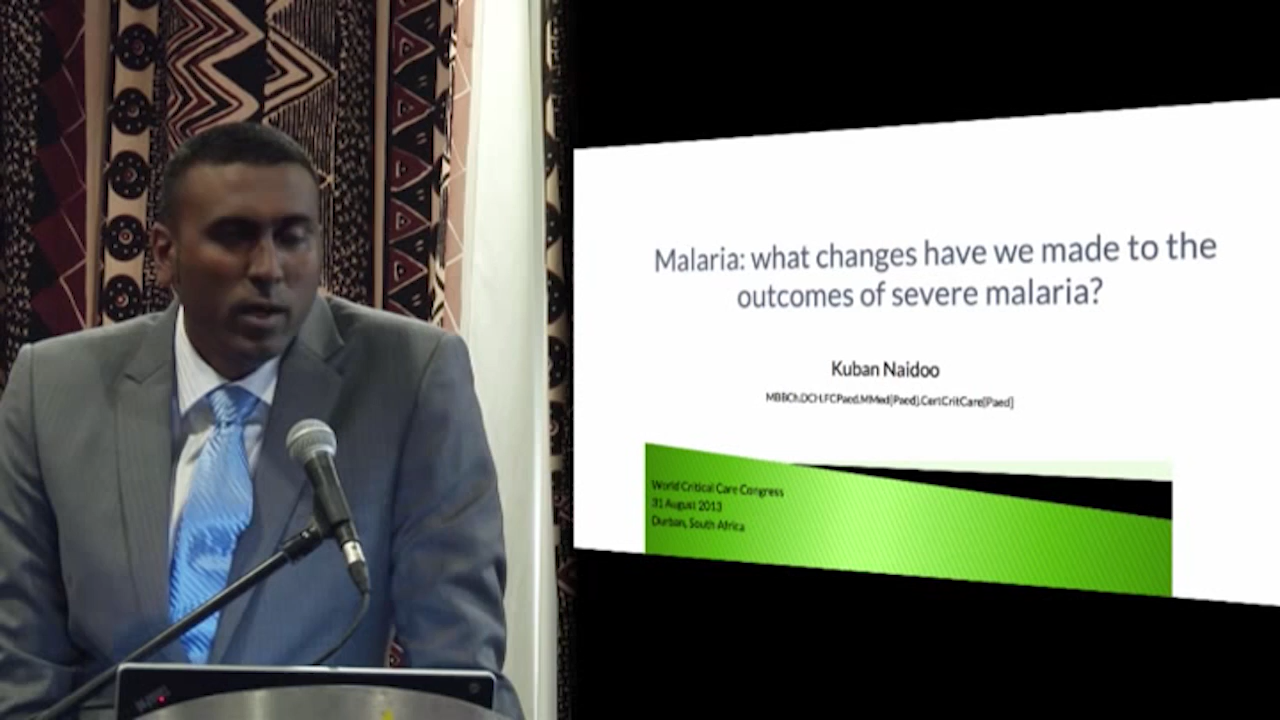 Malaria: what changes have we made to the
outcomes of severe malaria?
Kuban Naidoo
MBBCh.DCH.FCPaed.MMed[Paed].CertCritCare[Paed]
World Critical Care Congress
31 August 2013
Durban, South Africa